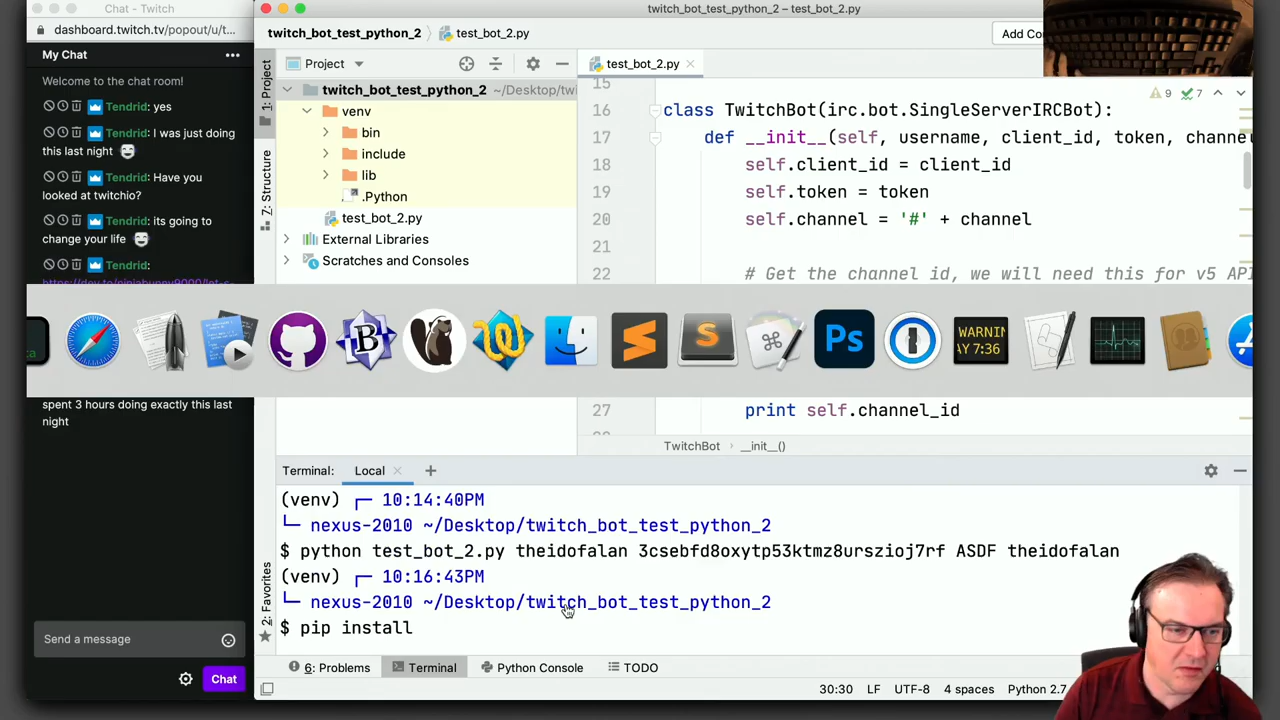 Chat - Twitch
dashboard.twitch.tv/popout/u/t...
My Chat
Welcome to the chat room!
Tendrid: yes
Tendrid: I was just doing
this last night
Tendrid: Have you
looked at twitchio?
Tendrid: its going to
change your life
Tendrid:
spent 3 hours doing exactly this last
night
Send a message
Chat
twitch_bot_test_python_2 – test_bot_2.py
twitch_bot_test_python_2
test_bot_2.py
Add Co
1: Project
7: Structure
2: Favorites
Project
twitch_bot_test_python_2 ~/Desktop/twi
venv
bin
include
lib
.Python
test_bot_2.py
External Libraries
Scratches and Consoles
test_bot_2.py
9 7
15
16 class TwitchBot(irc.bot.SingleServerIRCBot):
17 def __init__(self, username, client_id, token, channe
18 self.client_id = client_id
19 self.token = token
20 self.channel = '#' + channel
21
22 # Get the channel id, we will need this for v5 API
WARNIN
AY 7:36
Ps
27 print self.channel_id
TwitchBot __init__()
Terminal: Local
(venv) 10:14:40PM
nexus-2010 ~/Desktop/twitch_bot_test_python_2
$ python test_bot_2.py theidofalan 3csebfd8oxytp53ktmz8urszioj7rf ASDF theidofalan
(venv) 10:16:43PM
nexus-2010 ~/Desktop/twitch_bot_test_python_2
$ pip install
6: Problems
Terminal
Python Console
TODO
30:30 LF UTF-8 4 spaces Python 2.7